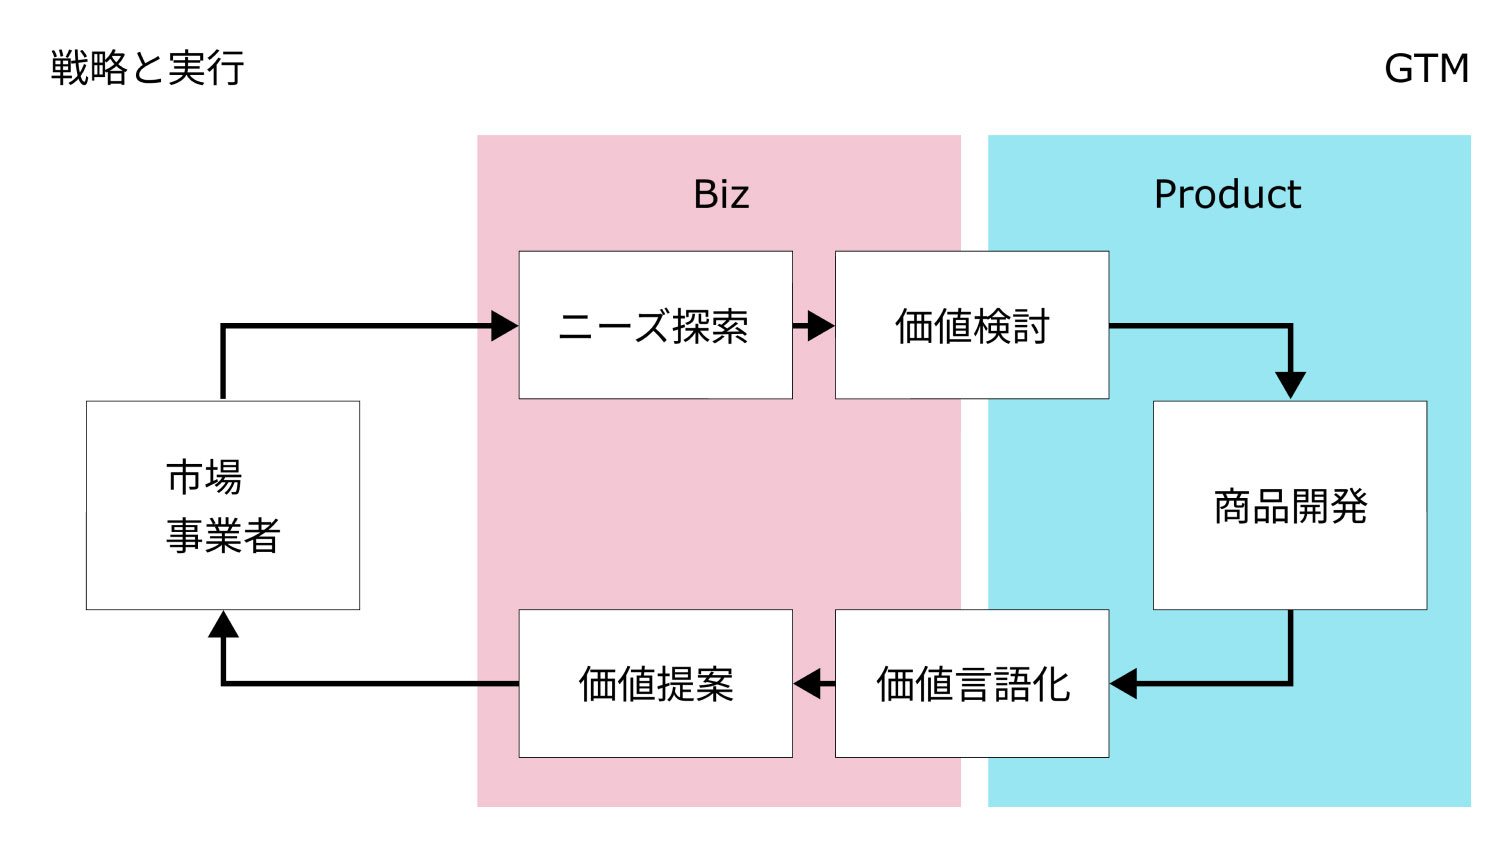 戦略と実行
GTM
Biz
Product
ニーズ探索
価値検討
市場
事業者
商品開発
価値提案
価値言語化